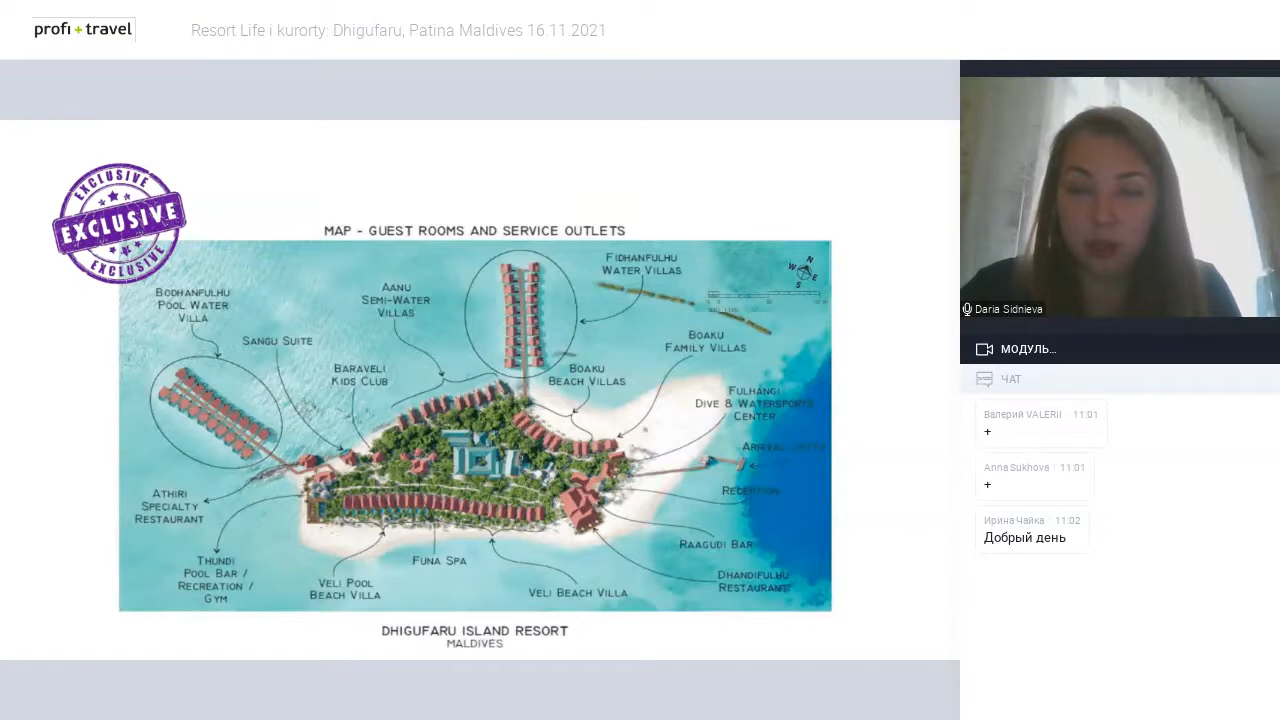 profi+travel
Resort Life i kurorty: Dhigufaru, Patina Maldives 16.11.2021
EXCLUSIVE
EXCLUSIVE
EXCLUSIVE
MAP - GUEST ROOMS AND SERVICE OUTLETS
FIDHANFULHU
WATER VILLAS
N
W E
S
BODHANFULHU
POOL WATER
VILLA
AANU
SEMI-WATER
VILLAS
SANGU SUITE
BOAKU
FAMILY VILLAS
BARAVELI
KIDS CLUB
BOAKU
BEACH VILLAS
FULHANGI
DIVE & WATERSPORTS
CENTER
ARRIVAL JETTY
RECEPTION
ATHIRI
SPECIALTY
RESTAURANT
RAAGUDI BAR
FUNA SPA
THUNDI
POOL BAR /
RECREATION /
GYM
VELI POOL
BEACH VILLA
VELI BEACH VILLA
DHANDIFULHU
RESTAURANT
DHIGUFARU ISLAND RESORT
MALDIVES
Daria Sidnieva
МОДУЛЬ...
ЧАТ
Валерий VALERII 11:01
+
Anna Sukhova 11:01
+
Ирина Чайка 11:02
Добрый день